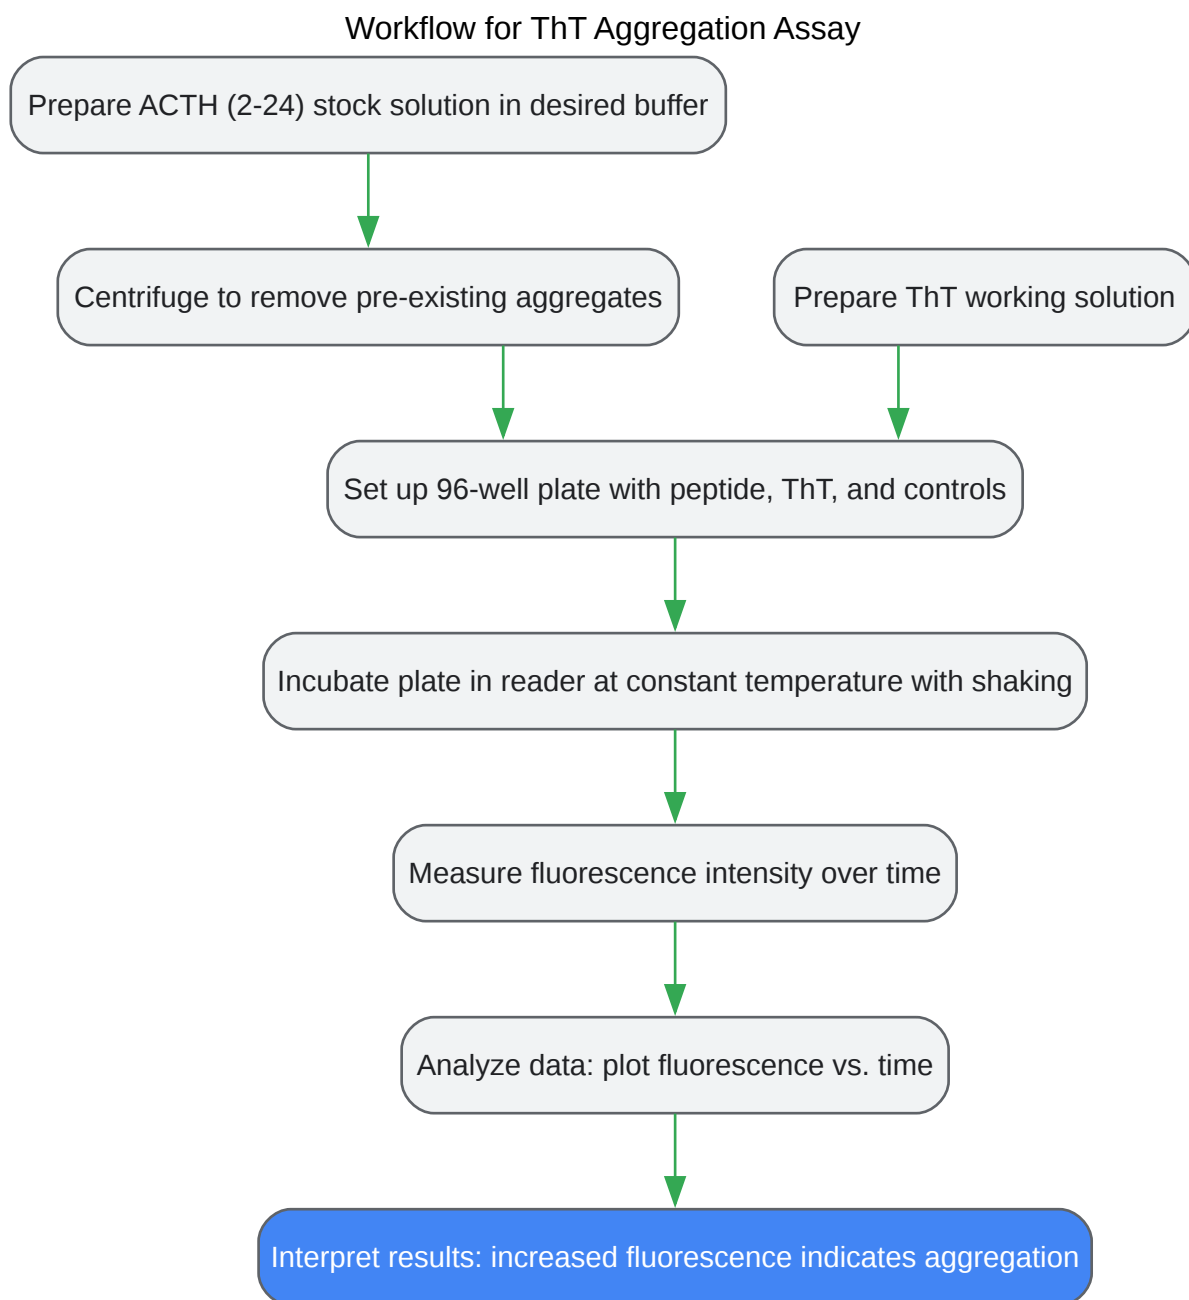 Workflow for ThT Aggregation Assay
Prepare ACTH (2-24) stock solution in desired buffer
Centrifuge to remove pre-existing aggregates
Prepare ThT working solution
Set up 96-well plate with peptide, ThT, and controls
Incubate plate in reader at constant temperature with shaking
Measure fluorescence intensity over time
Analyze data: plot fluorescence vs. time
Interpret results: increased fluorescence indicates aggregation